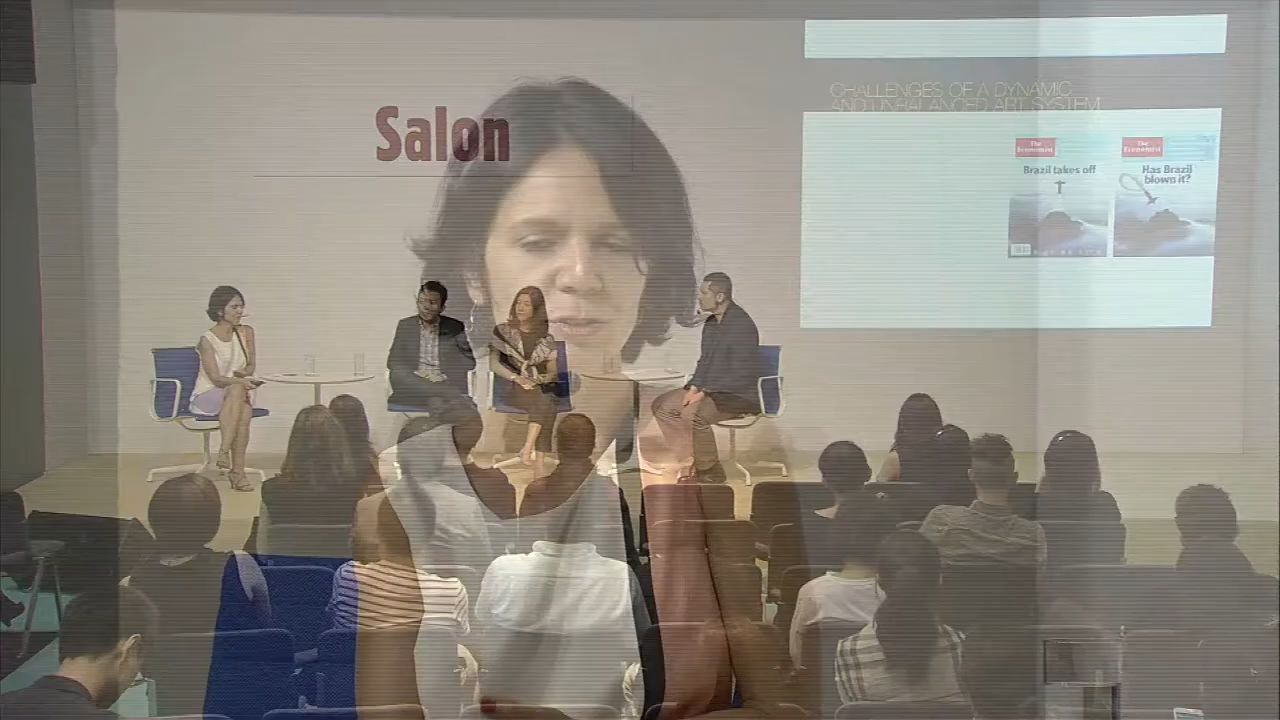 Salon
CHALLENGES OF A DYNAMIC
AND UNBALANCED ART SYSTEM
The
Economist
Brazil takes off
The
Economist
Has Brazil
blown it?